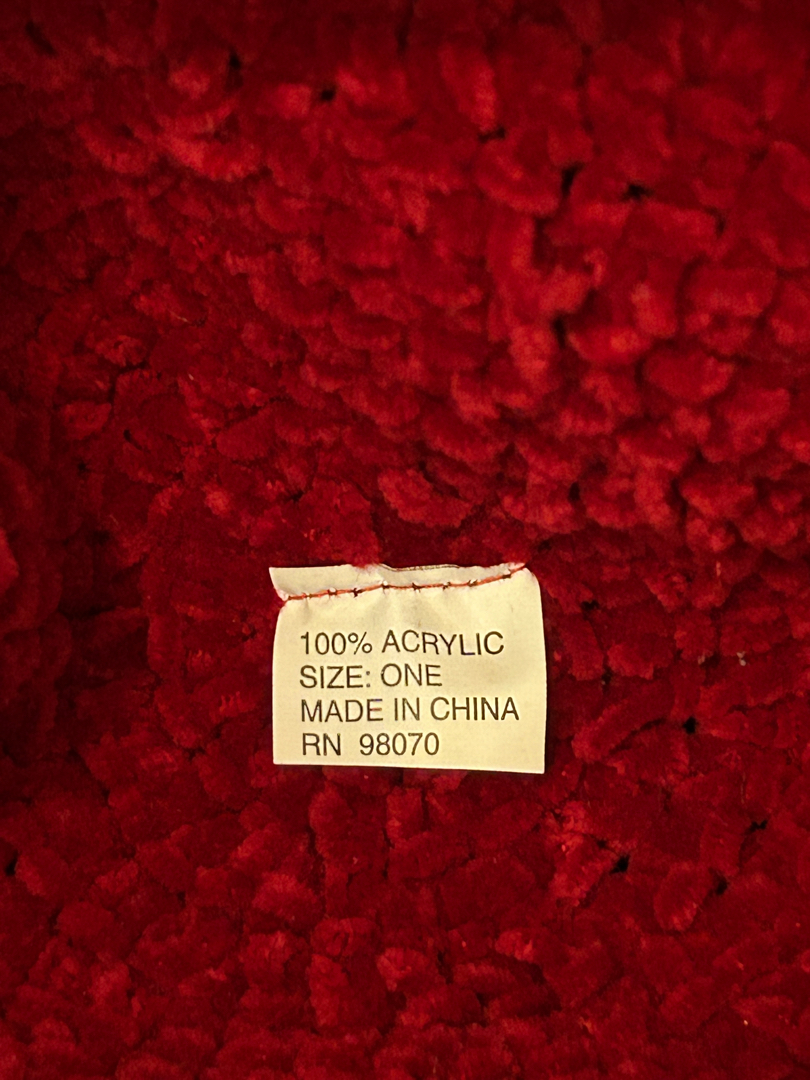 100% ACRYLIC
SIZE: ONE
MADE IN CHINA
RN 98070